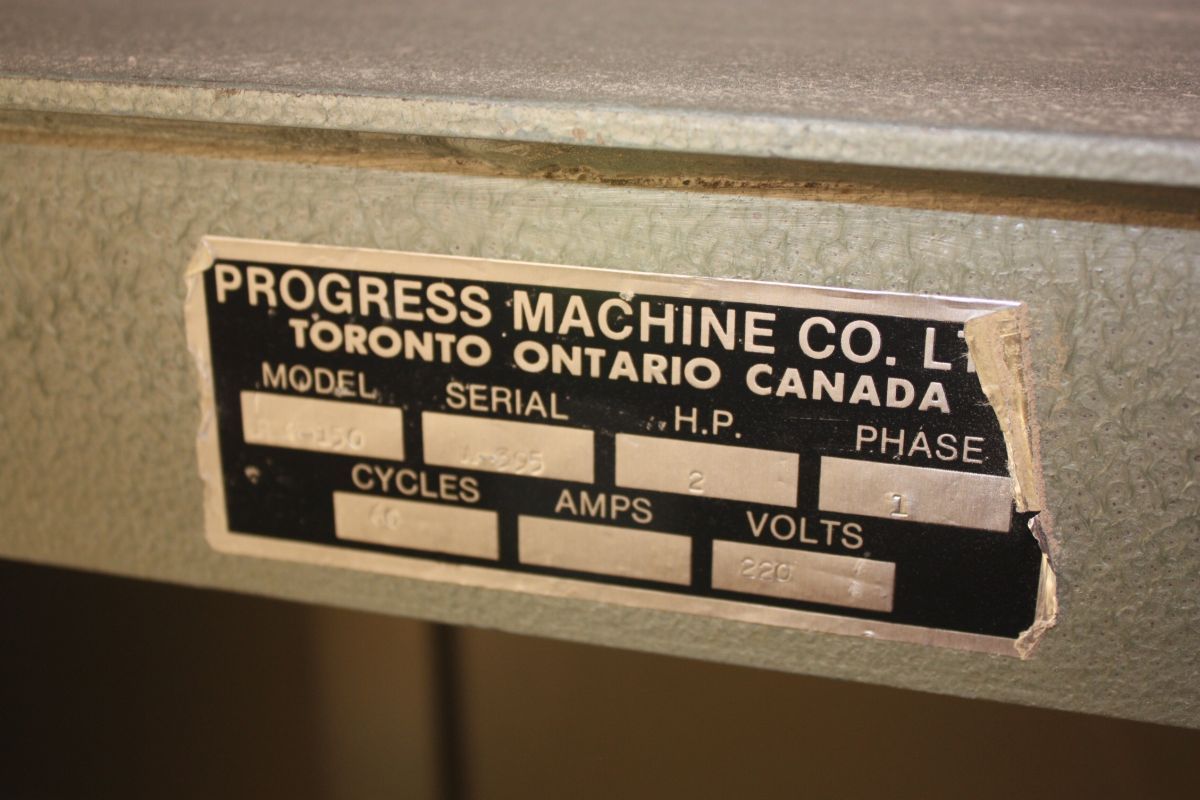 PROGRESS MACHINE CO. LT
TORONTO ONTARIO CANADA
MODEL SERIAL H.P. PHASE
2 1
CYCLES AMPS VOLTS
60 220